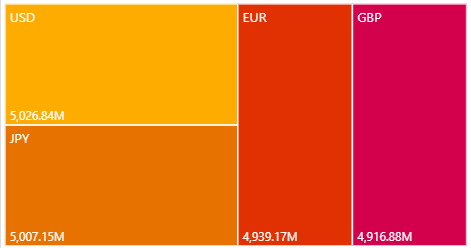 USD
5,026.84M
JPY
5,007.15M
EUR
4,939.17M
GBP
4,916.88M